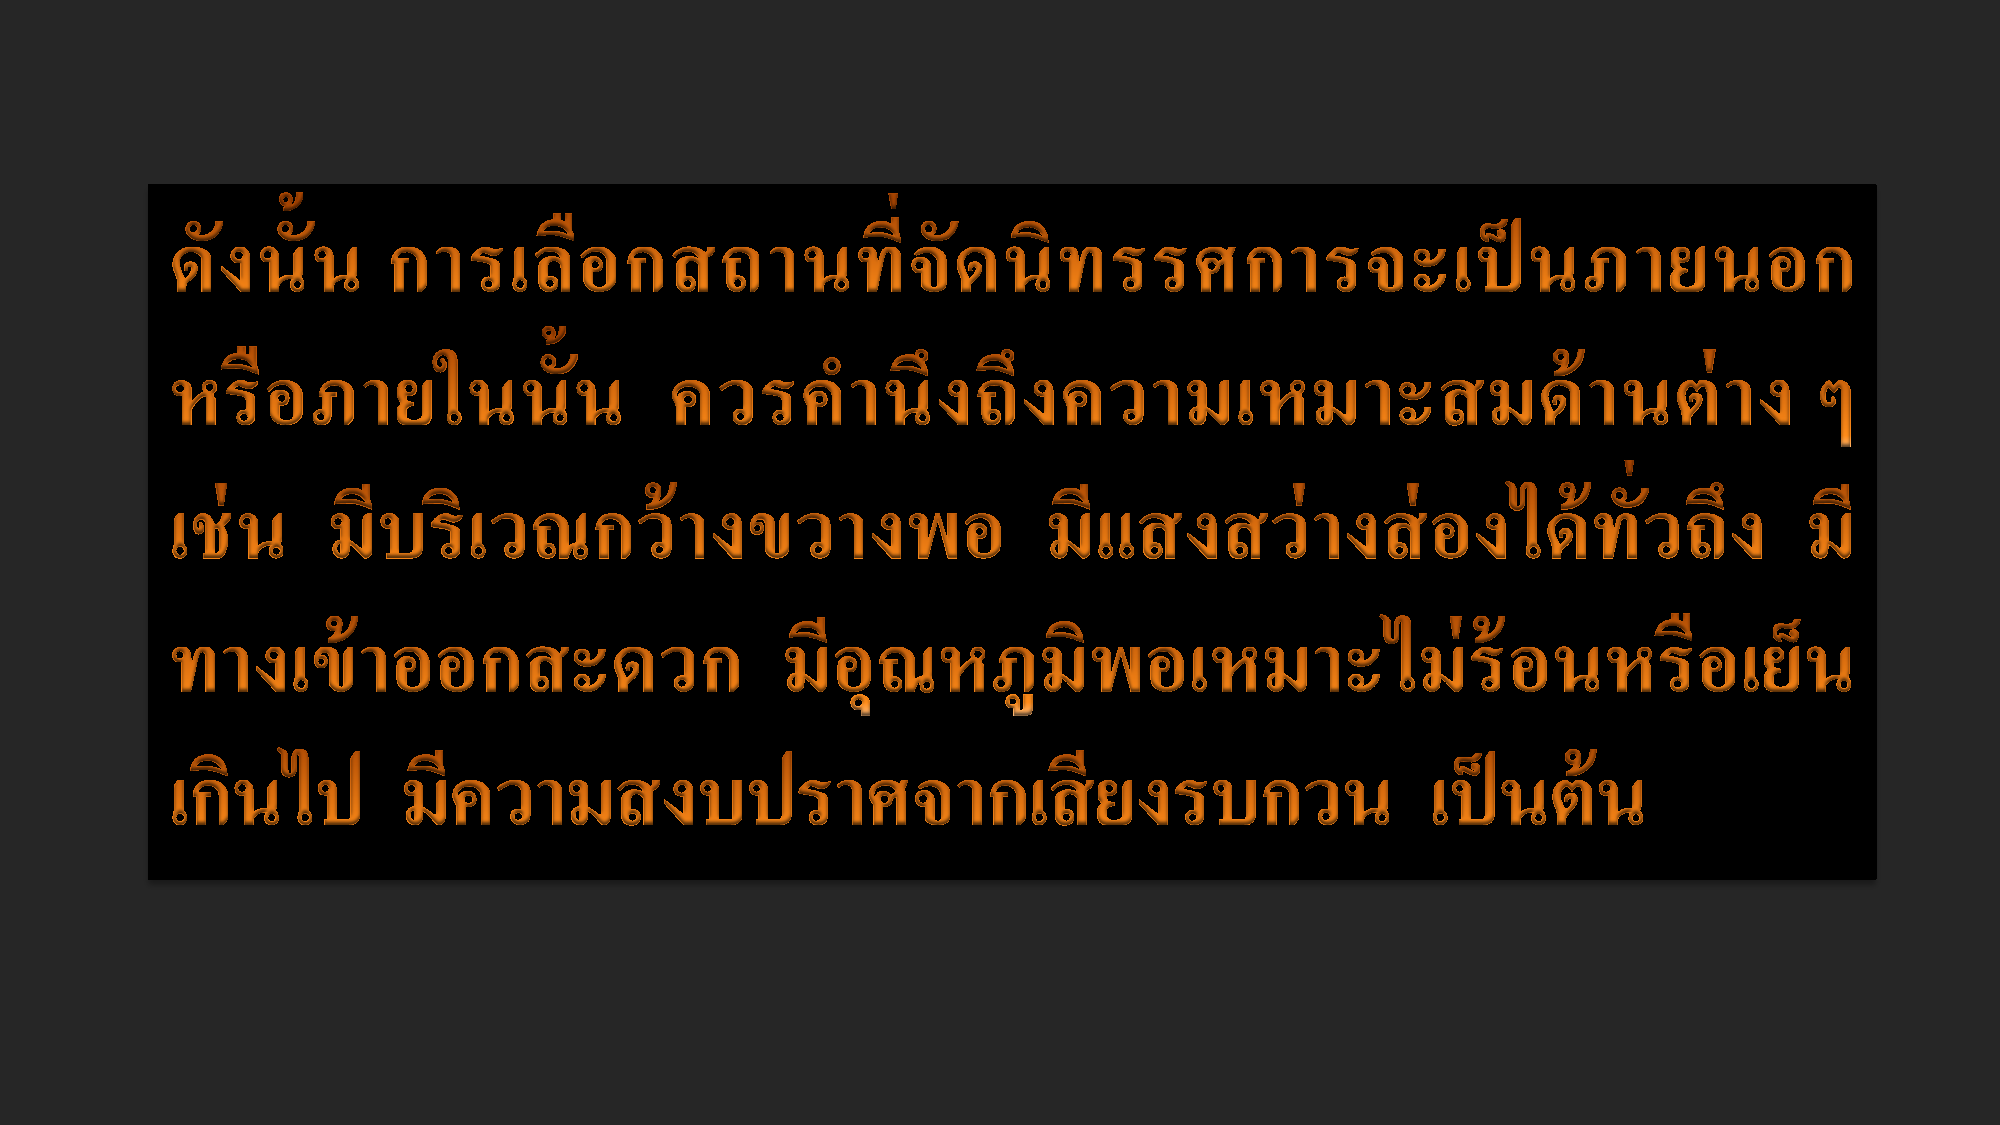 ดังนั้น การเลือกสถานที่จัดนิทรรศการจะเป็นภายนอก
หรือภายในนั้น ควรคำนึงถึงความเหมาะสมด้านต่าง ๆ
เช่น มีบริเวณกว้างขวางพอ มีแสงสว่างส่องได้ทั่วถึง มี
ทางเข้าออกสะดวก มีอุณหภูมิพอเหมาะไม่ร้อนหรือเย็น
เกินไป มีความสงบปราศจากเสียงรบกวน เป็นต้น